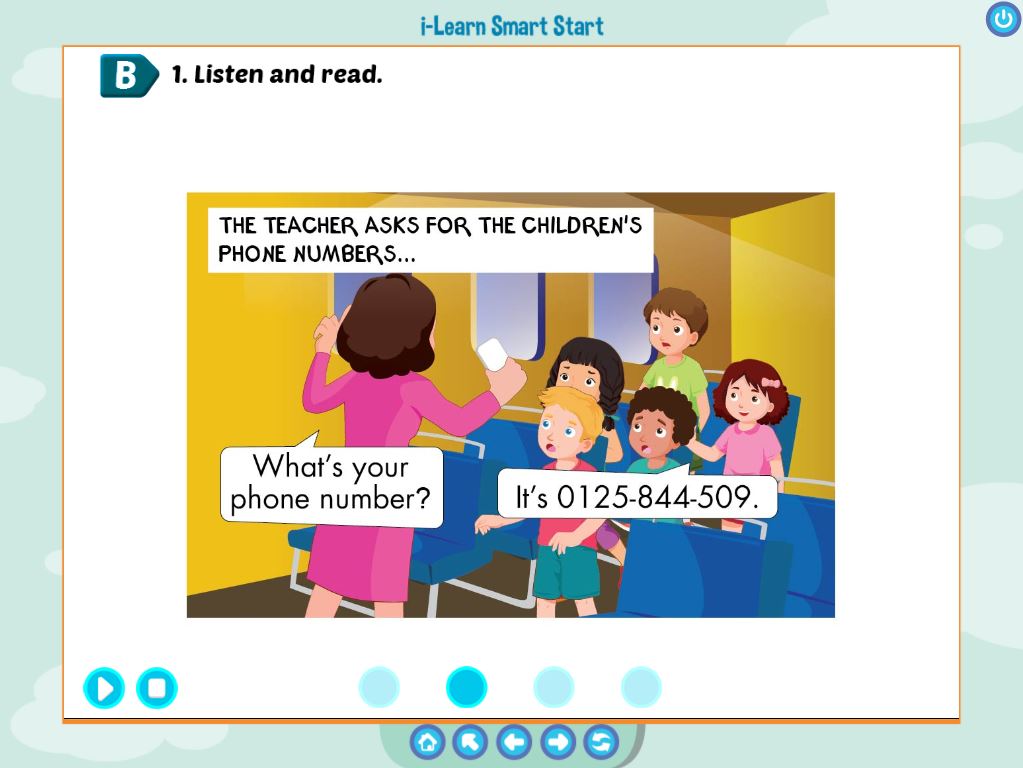 i-Learn Smart Start
B 1. Listen and read.
THE TEACHER ASKS FOR THE CHILDREN'S
PHONE NUMBERS...
What's your
phone number?
It's 0125-844-509.